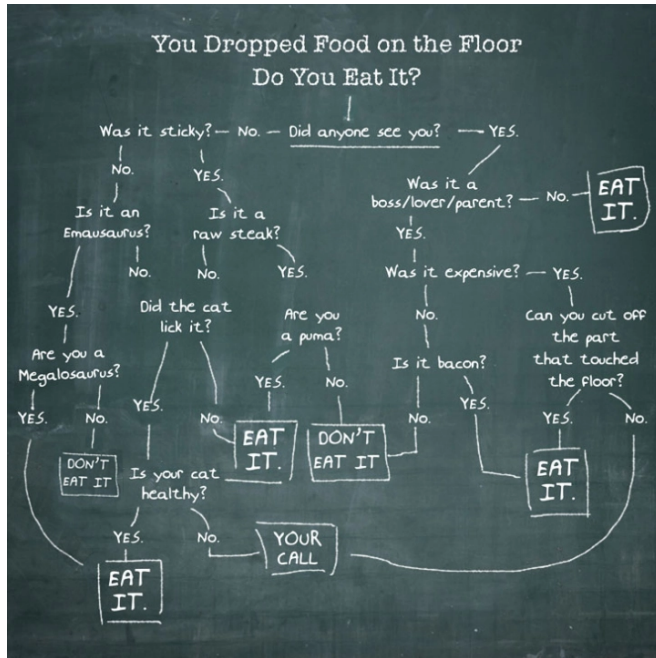 You Dropped Food on the Floor
Do You Eat It?
Was it sticky? No. Did anyone see you? YES.
No.
YES.
Was it a
boss/lover/parent? No. EAT
IT.
Is it an
Emausaurus?
Is it a
raw steak?
YES.
No.
No.
YES.
Was it expensive? YES.
YES.
Did the cat
lick it?
Are you
a puma?
No.
Can you cut off
the part
that touched
the floor?
Are you a
Megalosaurus?
Is it bacon?
YES.
No.
YES.
No.
YES.
No.
No.
YES.
YES.
No.
DON'T
EAT IT
EAT
IT.
DON'T
EAT IT
EAT
IT.
Is your cat
healthy?
YES.
No.
YOUR
CALL
EAT
IT.